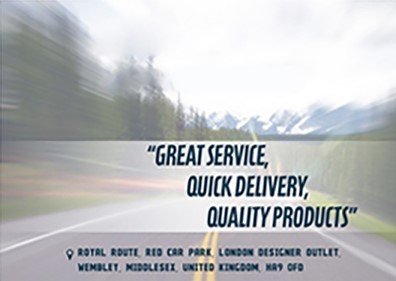 “GREAT SERVICE,
QUICK DELIVERY,
QUALITY PRODUCTS”
ROYAL ROUTE, RED CAR PARK, LONDON DESIGNER OUTLET,
WEMBLEY, MIDDLESEX, UNITED KINGDOM, HA9 0FD